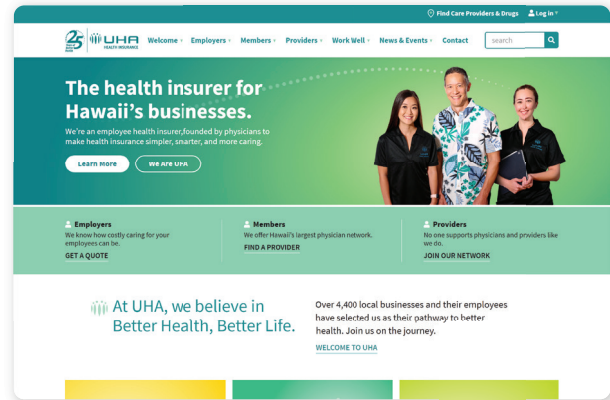 Find Care Providers & Drugs Log in
25 UHA HEALTH INSURANCE Welcome Employers Members Providers Work Well News & Events Contact search
The health insurer for
Hawaii's businesses.
We're an employee health insurer,founded by physicians to
make health insurance simpler, smarter, and more caring.
Learn More We Are UHA
Employers
We know how costly caring for your
employees can be.
GET A QUOTE
Members
We offer Hawaii's largest physician network.
FIND A PROVIDER
Providers
No one supports physicians and providers like
we do.
JOIN OUR NETWORK
At UHA, we believe in
Better Health, Better Life.
Over 4,400 local businesses and their employees
have selected us as their pathway to better
health. Join us on the journey.
WELCOME TO UHA